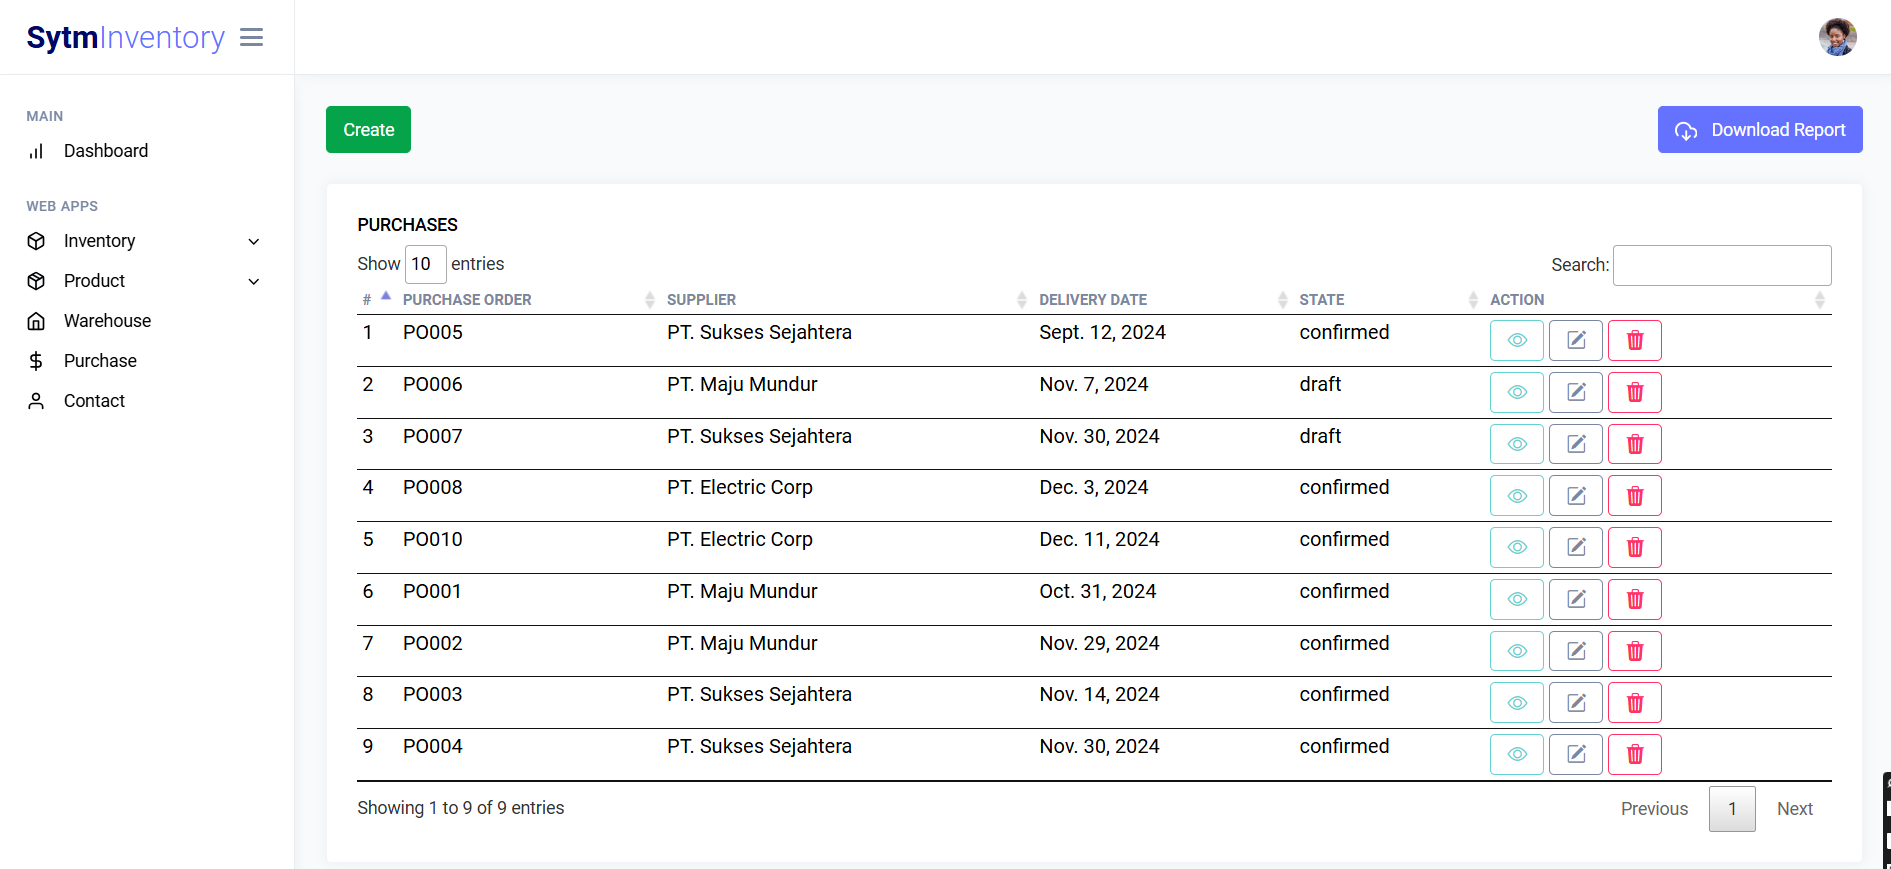 SytmInventory
MAIN
Dashboard
WEB APPS
Inventory
Product
Warehouse
Purchase
Contact
Create
Download Report
PURCHASES
Show 10 entries
Search:
# PURCHASE ORDER SUPPLIER DELIVERY DATE STATE ACTION
1 PO005 PT. Sukses Sejahtera Sept. 12, 2024 confirmed
2 PO006 PT. Maju Mundur Nov. 7, 2024 draft
3 PO007 PT. Sukses Sejahtera Nov. 30, 2024 draft
4 PO008 PT. Electric Corp Dec. 3, 2024 confirmed
5 PO010 PT. Electric Corp Dec. 11, 2024 confirmed
6 PO001 PT. Maju Mundur Oct. 31, 2024 confirmed
7 PO002 PT. Maju Mundur Nov. 29, 2024 confirmed
8 PO003 PT. Sukses Sejahtera Nov. 14, 2024 confirmed
9 PO004 PT. Sukses Sejahtera Nov. 30, 2024 confirmed
Showing 1 to 9 of 9 entries
Previous 1 Next